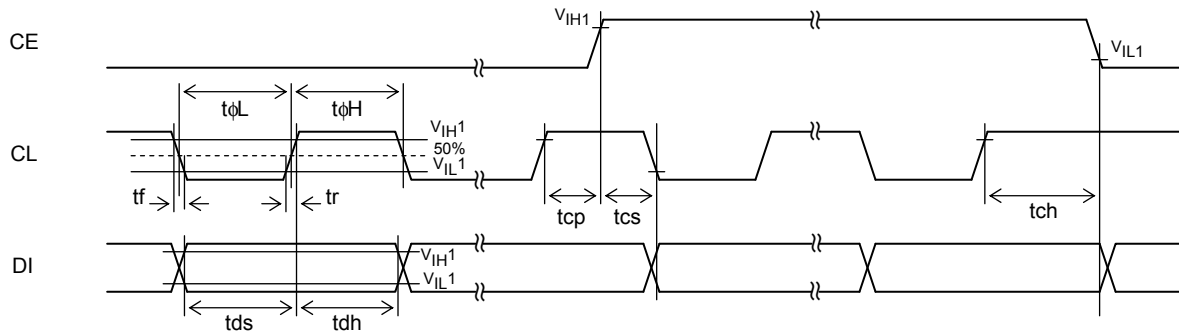 CE
VIH1
VIL1
tϕL
tϕH
CL
VIH1
50%
VIL1
tf
tr
tcp
tcs
tch
DI
VIH1
VIL1
tds
tdh